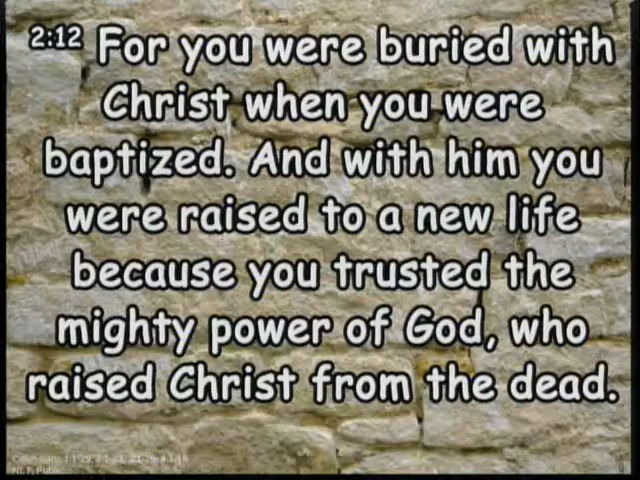 2:12 For you were buried with
Christ when you were
baptized. And with him you
were raised to a new life
because you trusted the
mighty power of God, who
raised Christ from the dead.